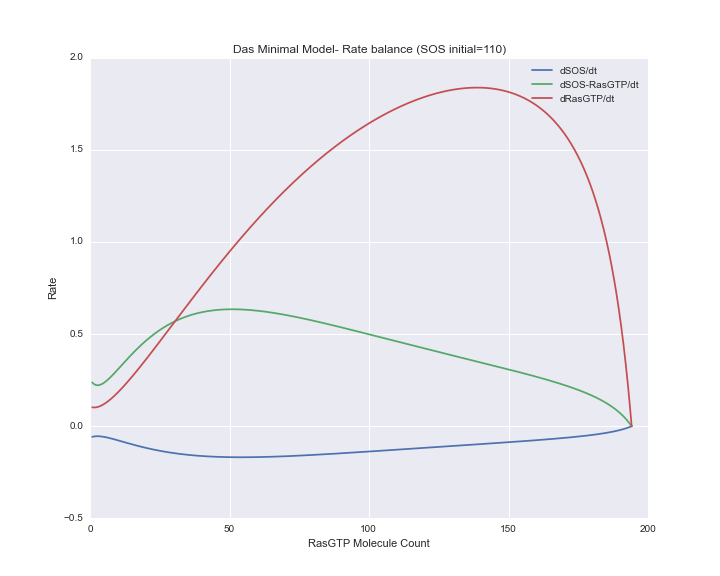 Das Minimal Model- Rate balance (SOS initial=110)
2.0
1.5
1.0
0.5
0.0
−0.5
Rate
dSOS/dt
dSOS-RasGTP/dt
dRasGTP/dt
0 50 100 150 200
RasGTP Molecule Count